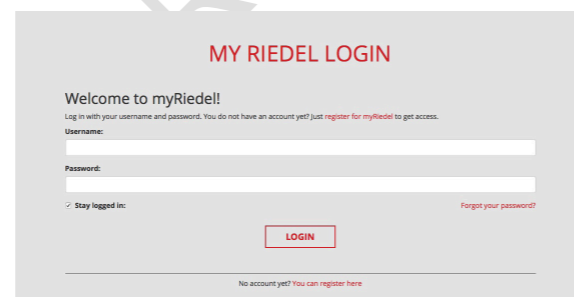 MY RIEDEL LOGIN
Welcome to myRiedel!
Log in with your username and password. You do not have an account yet? Just register for myRiedel to get access.
Username:
Password:
Stay logged in:
Forgot your password?
LOGIN
No account yet? You can register here